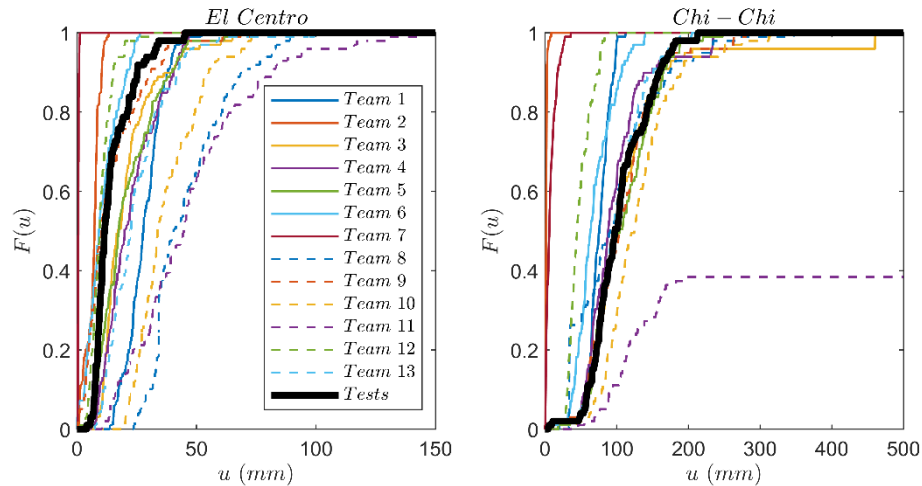 El Centro
1
0.8
0.6
0.4
0.2
0
F(u)
0 50 100 150
u (mm)
Team 1
Team 2
Team 3
Team 4
Team 5
Team 6
Team 7
Team 8
Team 9
Team 10
Team 11
Team 12
Team 13
Tests
Chi − Chi
1
0.8
0.6
0.4
0.2
0
F(u)
0 100 200 300 400 500
u (mm)